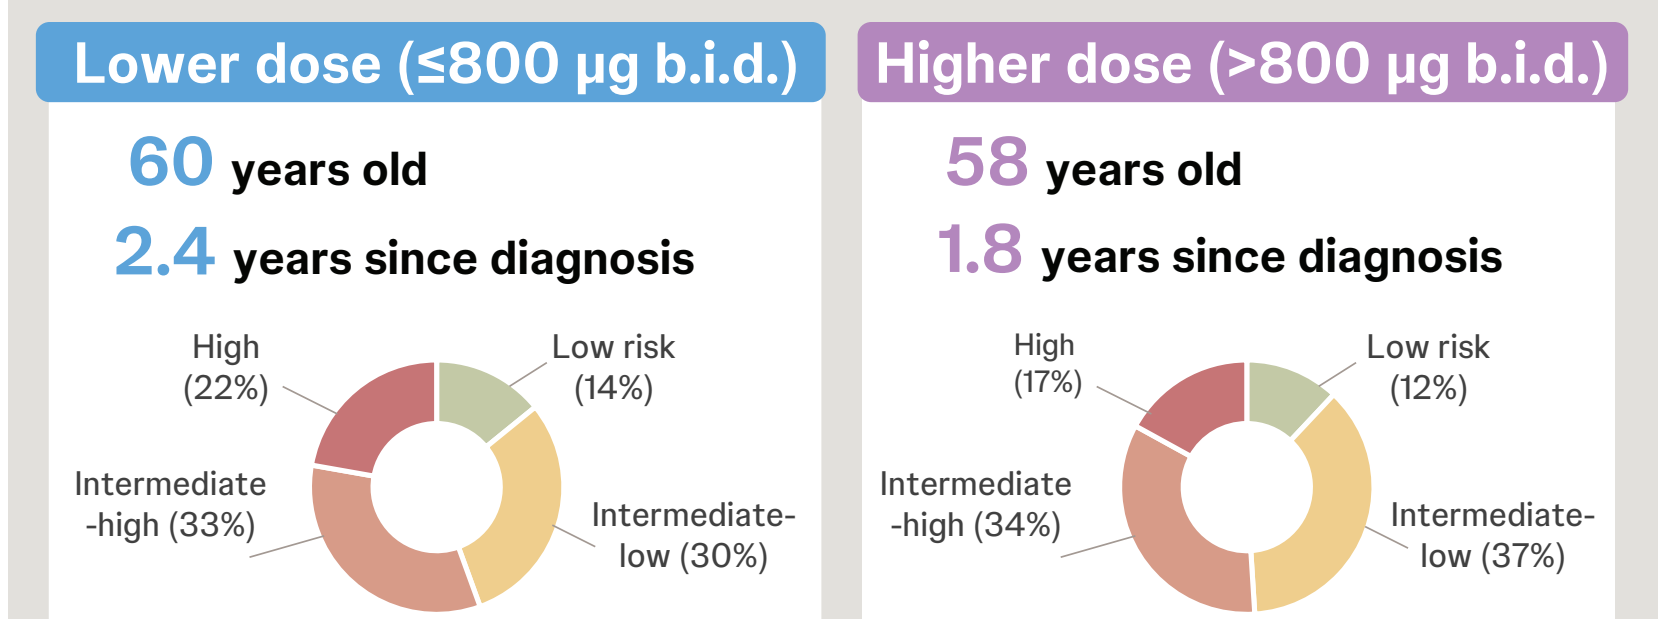 Lower dose (≤800 µg b.i.d.)
60 years old
2.4 years since diagnosis
High
(22%)
Low risk
(14%)
Intermediate
-high (33%)
Intermediate-
low (30%)
Higher dose (>800 µg b.i.d.)
58 years old
1.8 years since diagnosis
High
(17%)
Low risk
(12%)
Intermediate
-high (34%)
Intermediate-
low (37%)